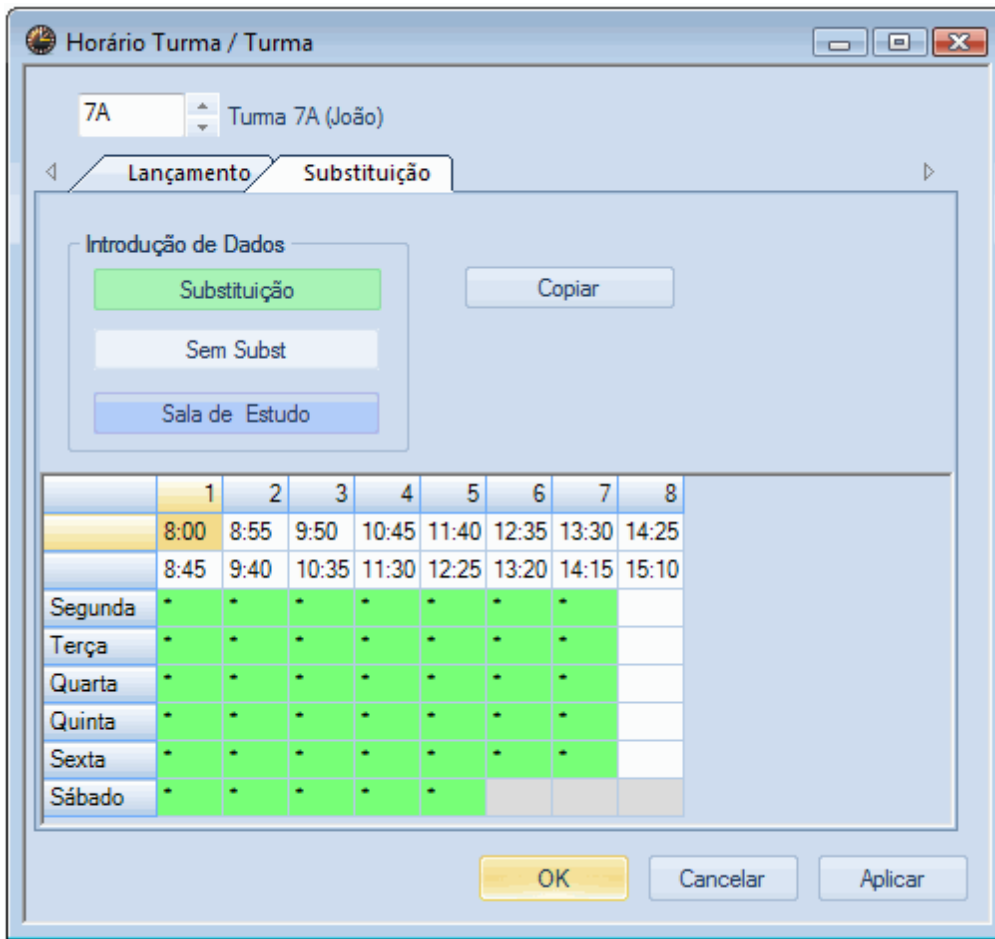 Horário Turma / Turma
7A Turma 7A (João)
Lançamento Substituição
Introdução de Dados
Substituição Copiar
Sem Subst
Sala de Estudo
1 2 3 4 5 6 7 8
8:00 8:55 9:50 10:45 11:40 12:35 13:30 14:25
8:45 9:40 10:35 11:30 12:25 13:20 14:15 15:10
Segunda * * * * * * *
Terça * * * * * * *
Quarta * * * * * * *
Quinta * * * * * * *
Sexta * * * * * * *
Sábado * * * * *
OK Cancelar Aplicar